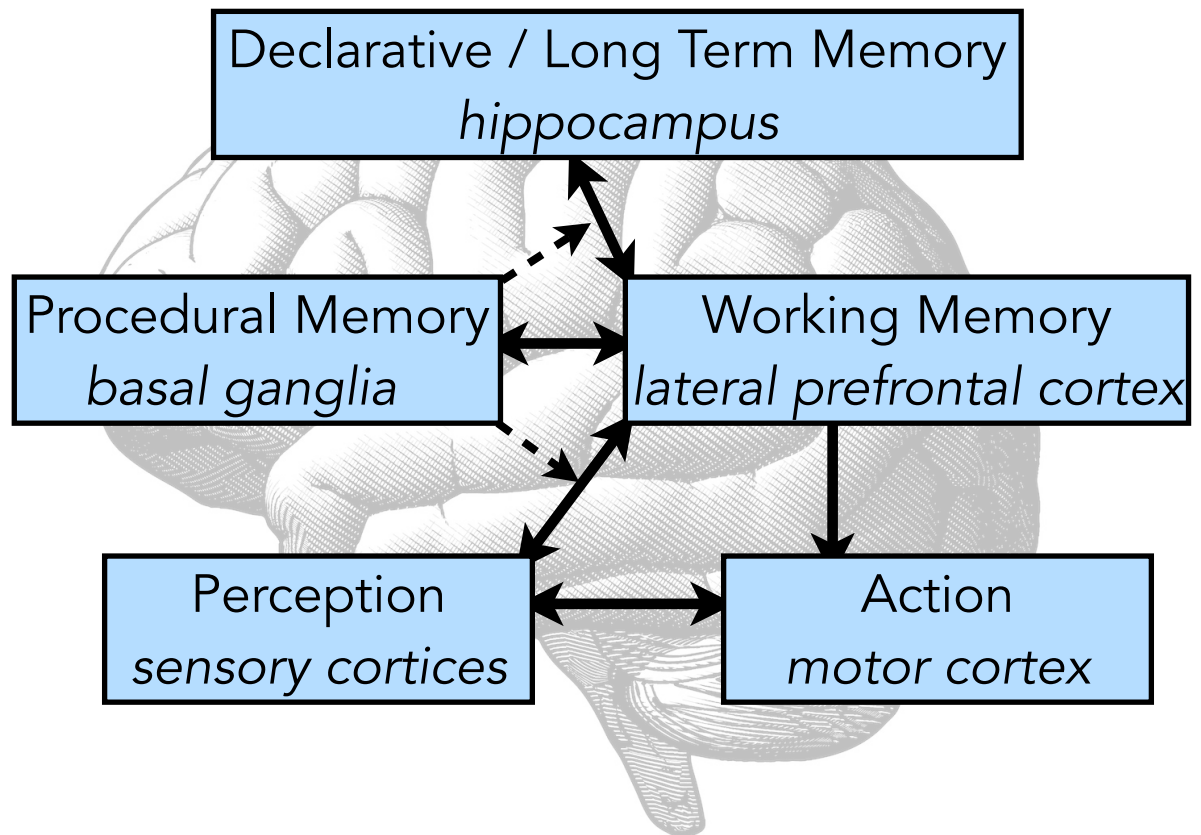 Declarative / Long Term Memory
hippocampus
Procedural Memory
basal ganglia
Working Memory
lateral prefrontal cortex
Perception
sensory cortices
Action
motor cortex